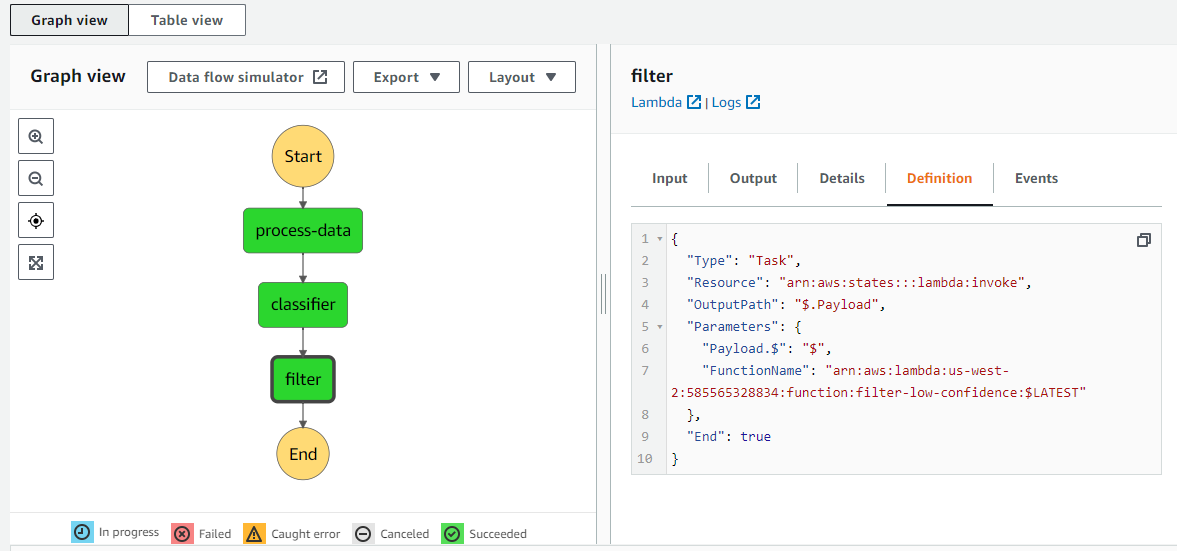 Graph view
Table view
Graph view
Data flow simulator
Export
Layout
Start
process-data
classifier
filter
End
In progress
Failed
Caught error
Canceled
Succeeded
filter
Lambda | Logs
Input
Output
Details
Definition
Events
1 {
2 "Type": "Task",
3 "Resource": "arn:aws:states:::lambda:invoke",
4 "OutputPath": "$.Payload",
5 "Parameters": {
6 "Payload.$": "$",
7 "FunctionName": "arn:aws:lambda:us-west-
2:585565328834:function:filter-low-confidence:$LATEST"
8 },
9 "End": true
10 }